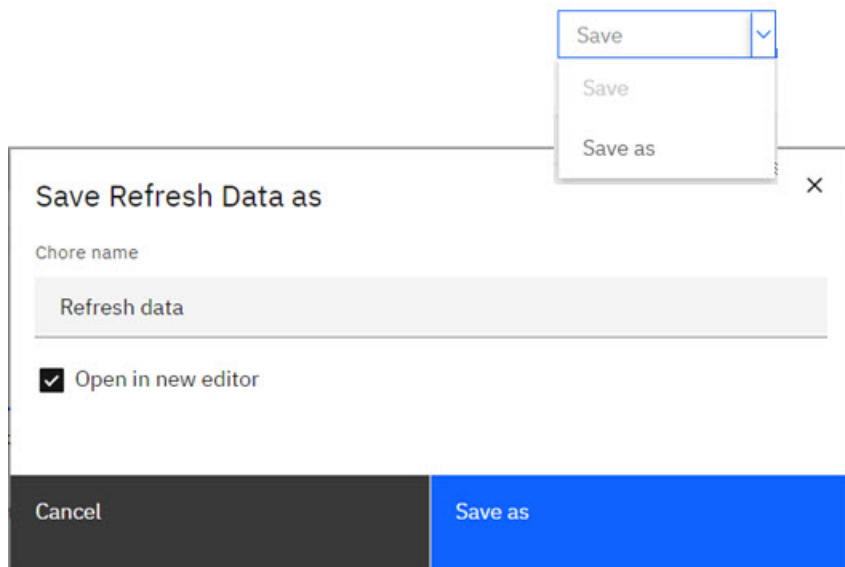 Save
Save
Save as
Save Refresh Data as
Chore name
Refresh data
Open in new editor
Cancel
Save as